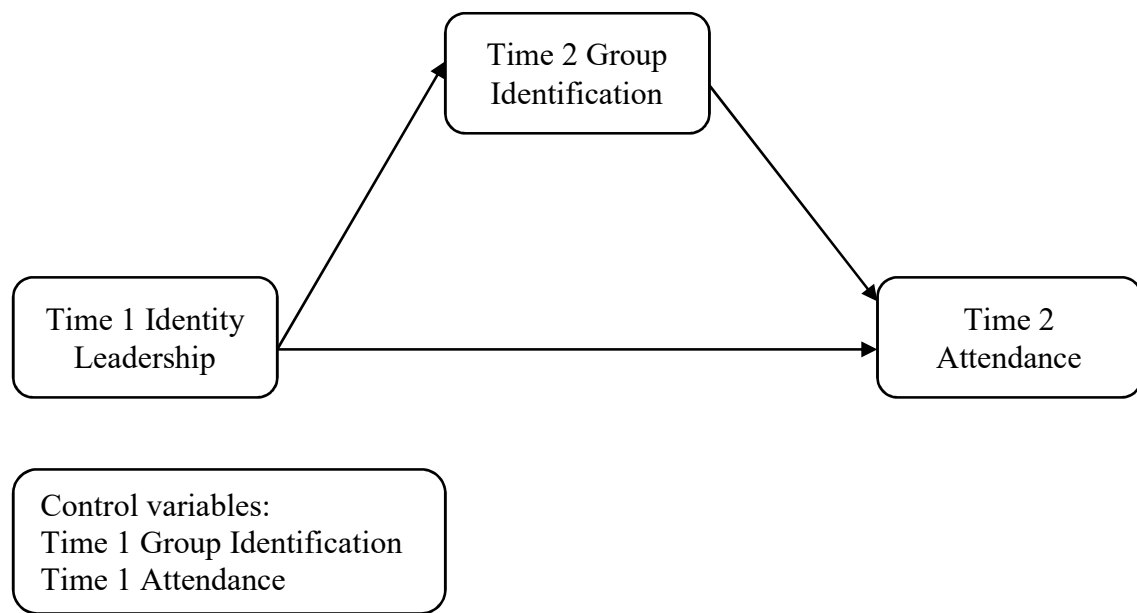 Time 2 Group
Identification
Time 1 Identity
Leadership
Time 2
Attendance
Control variables:
Time 1 Group Identification
Time 1 Attendance